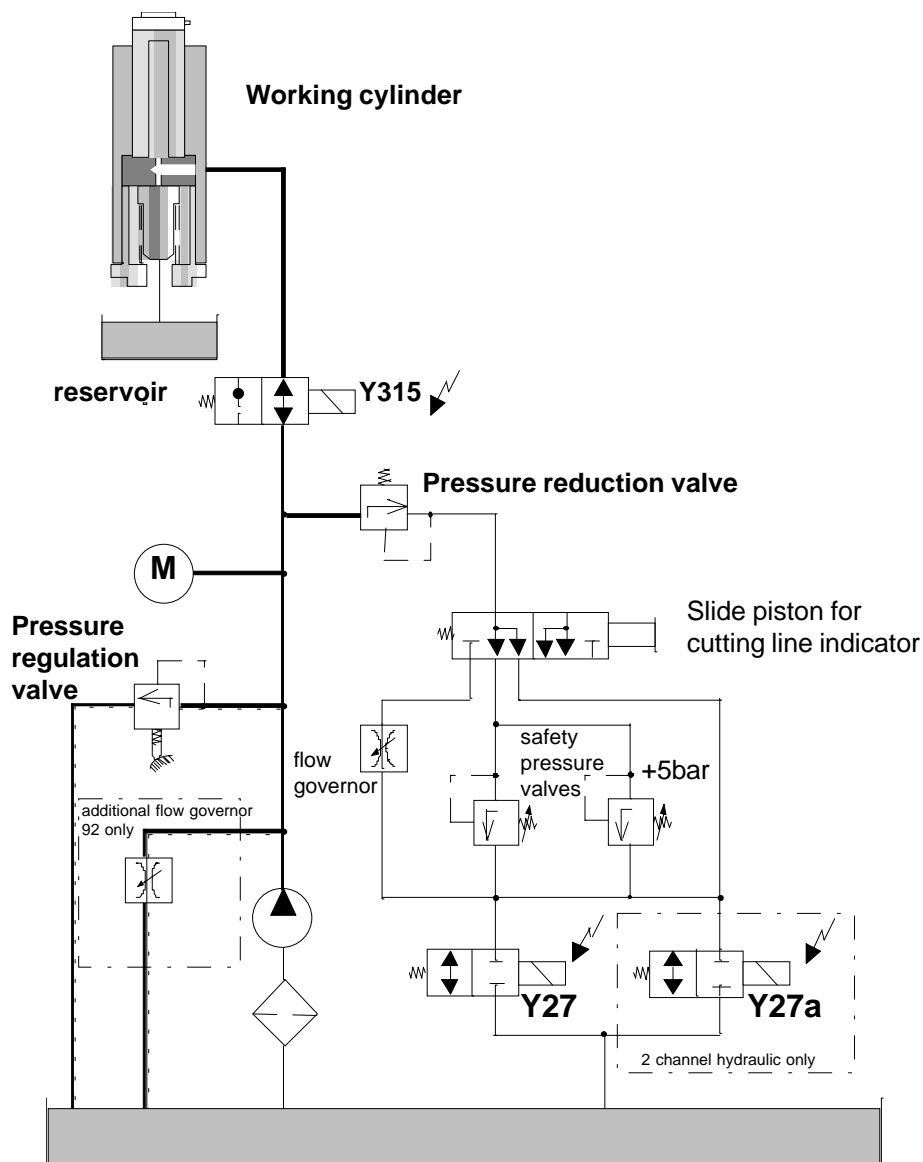 Working cylinder
reservoir
Y315
Pressure reduction valve
M
Slide piston for
cutting line indicator
Pressure
regulation
valve
flow
governor
safety
pressure
valves
+5bar
additional flow governor
92 only
Y27
Y27a
2 channel hydraulic only